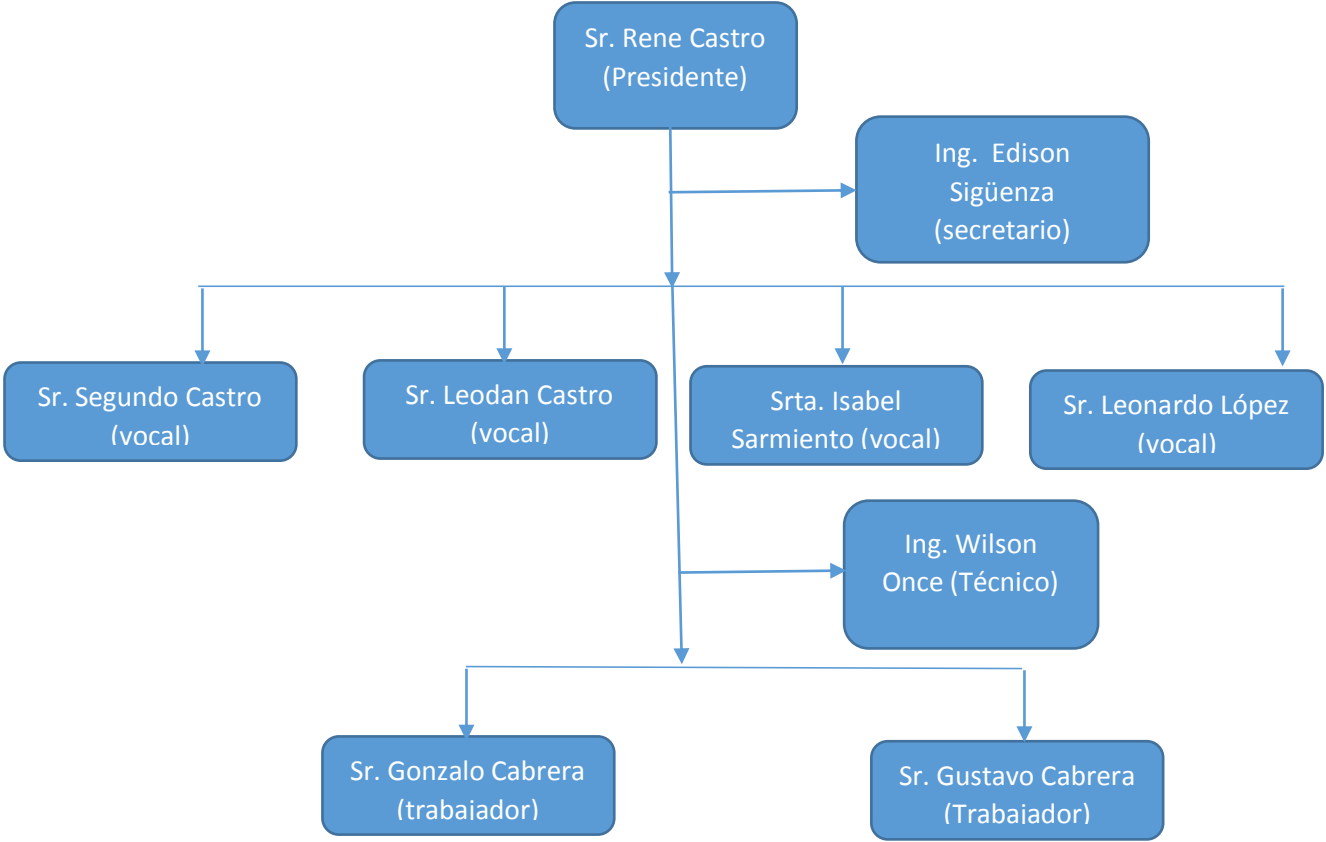 Sr. Rene Castro
(Presidente)
Ing. Edison
Sigüenza
(secretario)
Sr. Segundo Castro
(vocal)
Sr. Leodan Castro
(vocal)
Srta. Isabel
Sarmiento (vocal)
Sr. Leonardo López
(vocal)
Ing. Wilson
Once (Técnico)
Sr. Gonzalo Cabrera
(trabajador)
Sr. Gustavo Cabrera
(Trabajador)